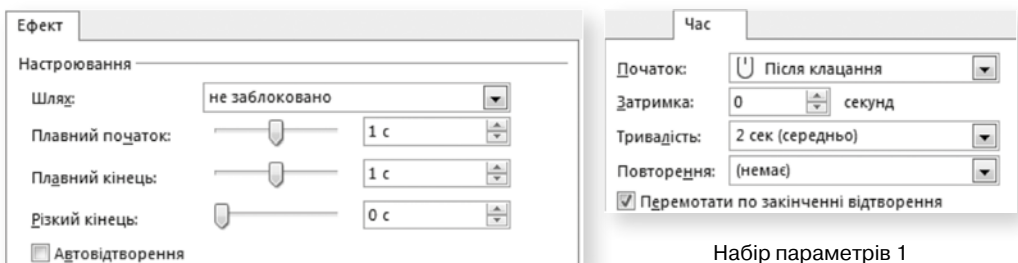 Ефект
Настроювання
Шлях: не заблоковано
Плавний початок: 1 с
Плавний кінець: 1 с
Різкий кінець: 0 с
Автовідтворення
Час
Початок: Після клацання
Затримка: 0 секунд
Тривалість: 2 сек (середньо)
Повторення: (немає)
Перемотати по закінченні відтворення
Набір параметрів 1